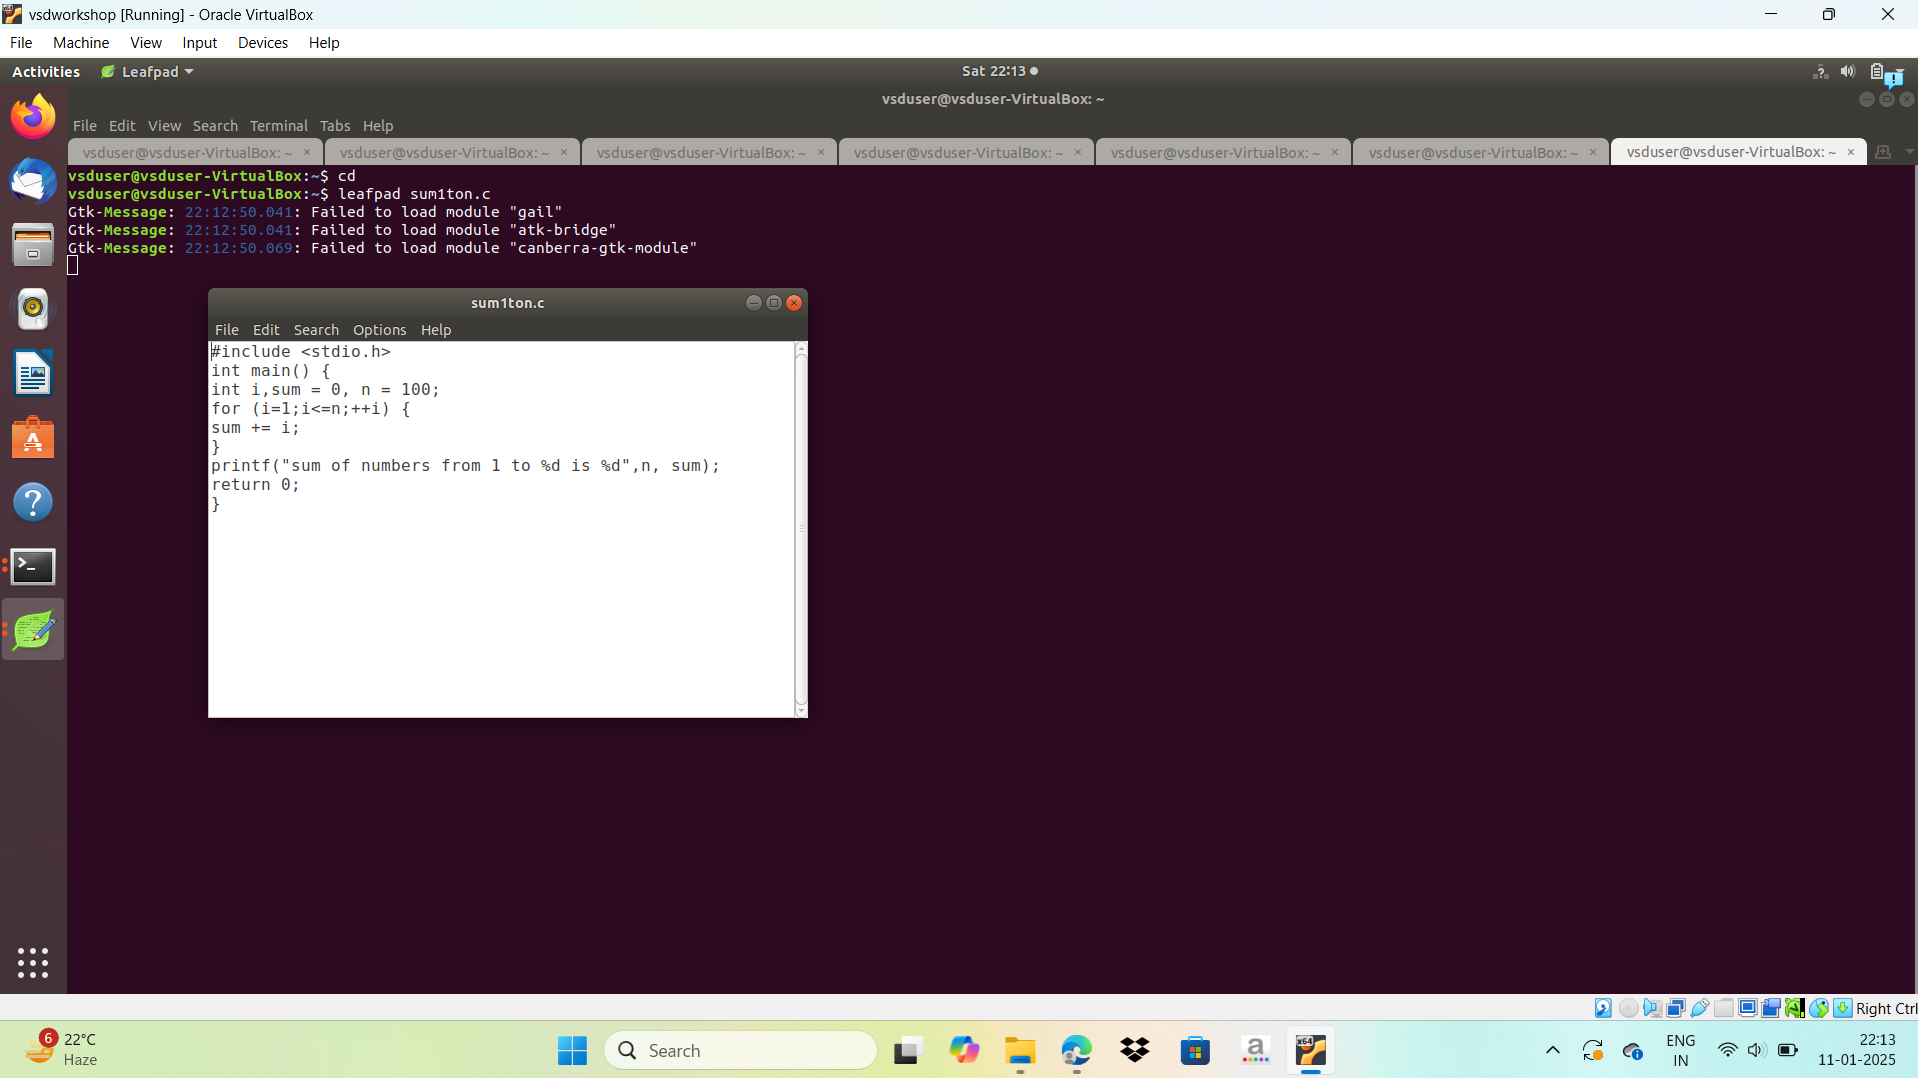 vsdworkshop [Running] - Oracle VirtualBox
File Machine View Input Devices Help
Activities Leafpad Sat 22:13
vsduser@vsduser-VirtualBox: ~
File Edit View Search Terminal Tabs Help
vsduser@vsduser-VirtualBox: ~ × vsduser@vsduser-VirtualBox: ~ × vsduser@vsduser-VirtualBox: ~ × vsduser@vsduser-VirtualBox: ~ × vsduser@vsduser-VirtualBox: ~ × vsduser@vsduser-VirtualBox: ~ × vsduser@vsduser-VirtualBox: ~ ×
vsduser@vsduser-VirtualBox:~$ cd
vsduser@vsduser-VirtualBox:~$ leafpad sum1ton.c
Gtk-Message: 22:12:50.041: Failed to load module "gail"
Gtk-Message: 22:12:50.041: Failed to load module "atk-bridge"
Gtk-Message: 22:12:50.069: Failed to load module "canberra-gtk-module"
sum1ton.c
File Edit Search Options Help
#include <stdio.h>
int main() {
int i,sum = 0, n = 100;
for (i=1;i<=n;++i) {
sum += i;
}
printf("sum of numbers from 1 to %d is %d",n, sum);
return 0;
}
Right Ctrl
6
22°C
Haze
Search
a
x64
ENG
IN
22:13
11-01-2025